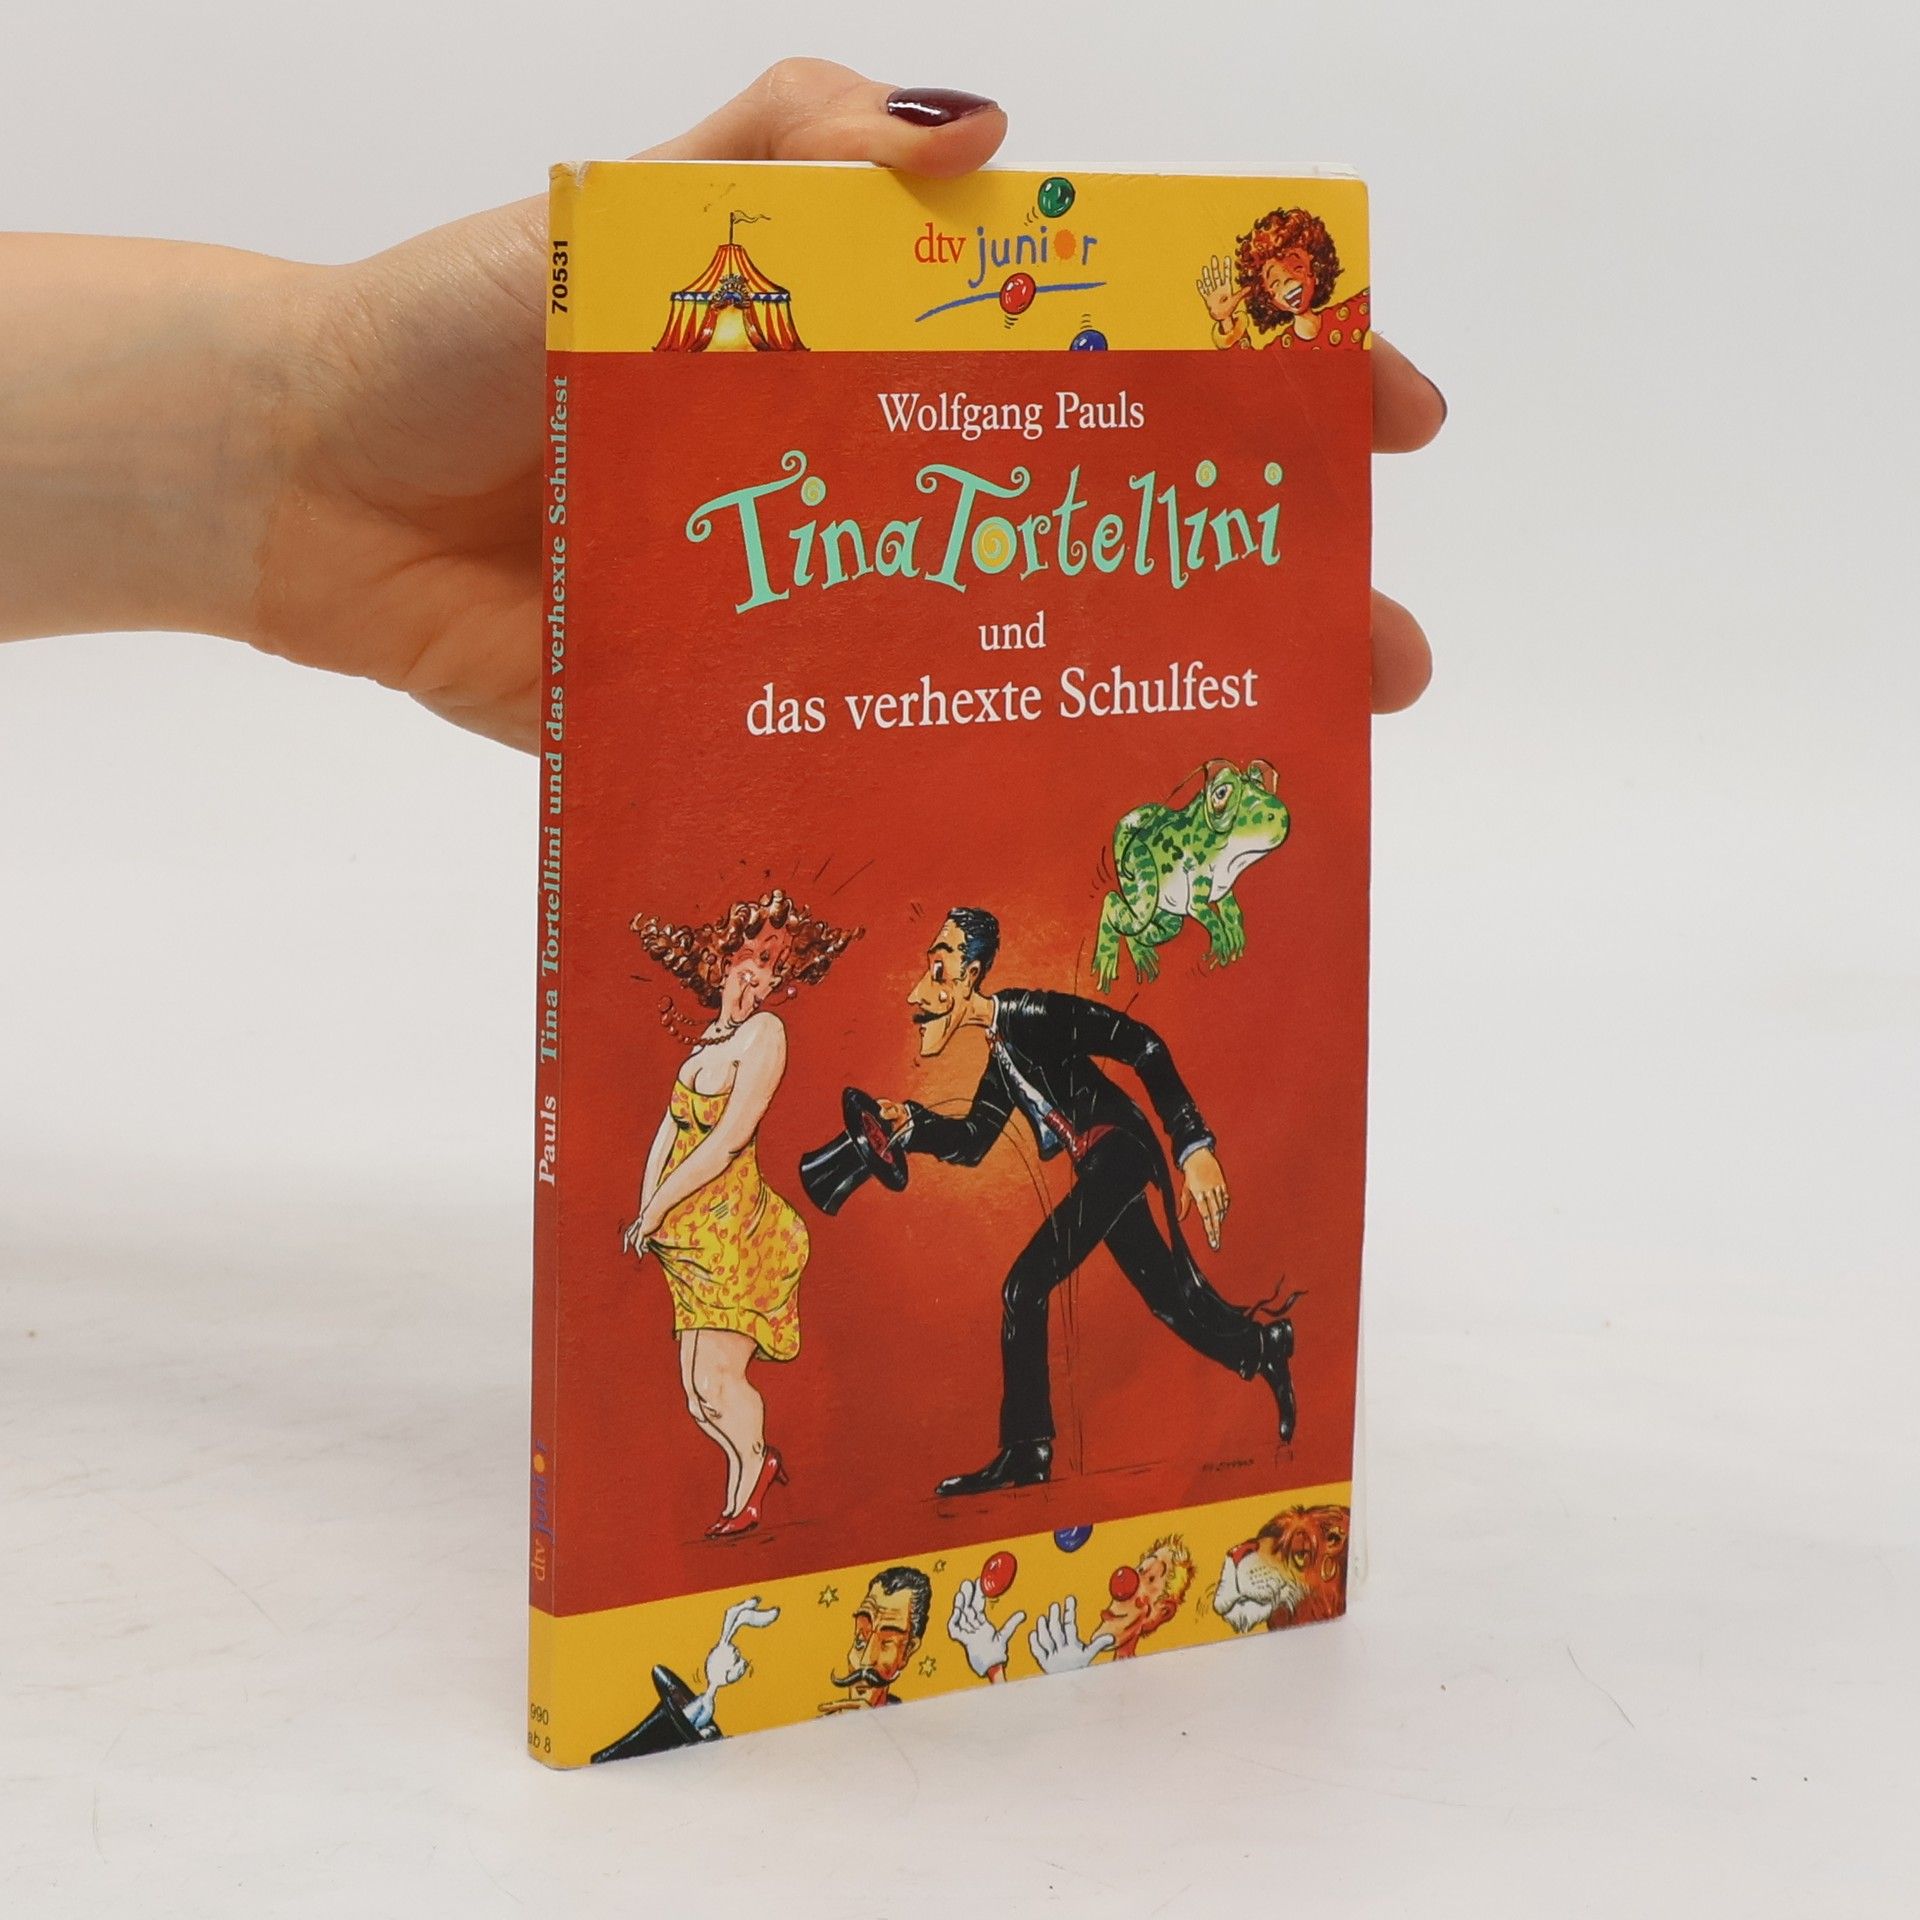 dtv junior
Wolfgang Pauls
Tina Tortellini
und
das verhexte Schulfest
70531
Pauls Tina Tortellini und das verhexte Schulfest
dtv junior
990
ab 8